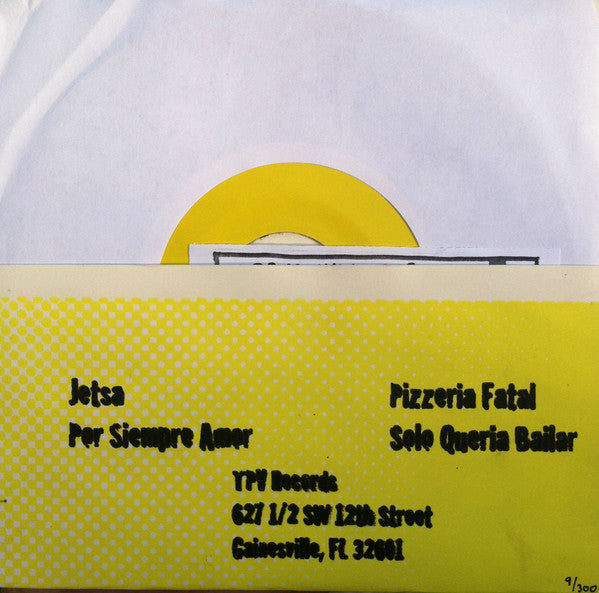 Jetsa
Por Siempre Amor
Pizzeria Fatal
Solo Queria Bailar
YPV Records
627 1/2 SW 12th Street
Gainesville, FL 32601
9/300